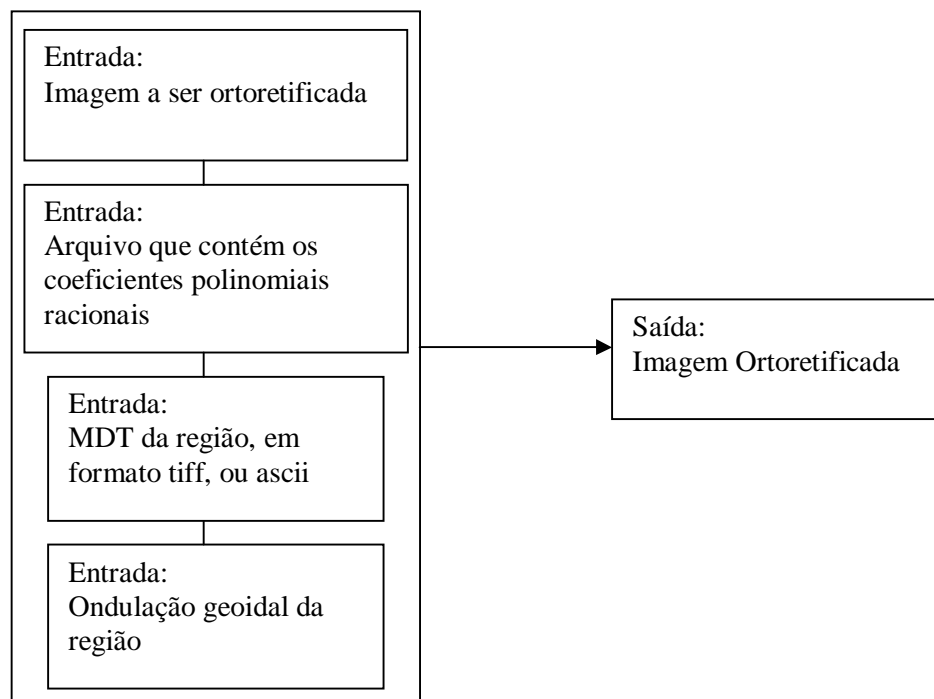 Entrada:
Imagem a ser ortoretificada
Entrada:
Arquivo que contém os
coeficientes polinomiais
racionais
Entrada:
MDT da região, em
formato tiff, ou ascii
Entrada:
Ondulação geoidal da
região
Saída:
Imagem Ortoretificada